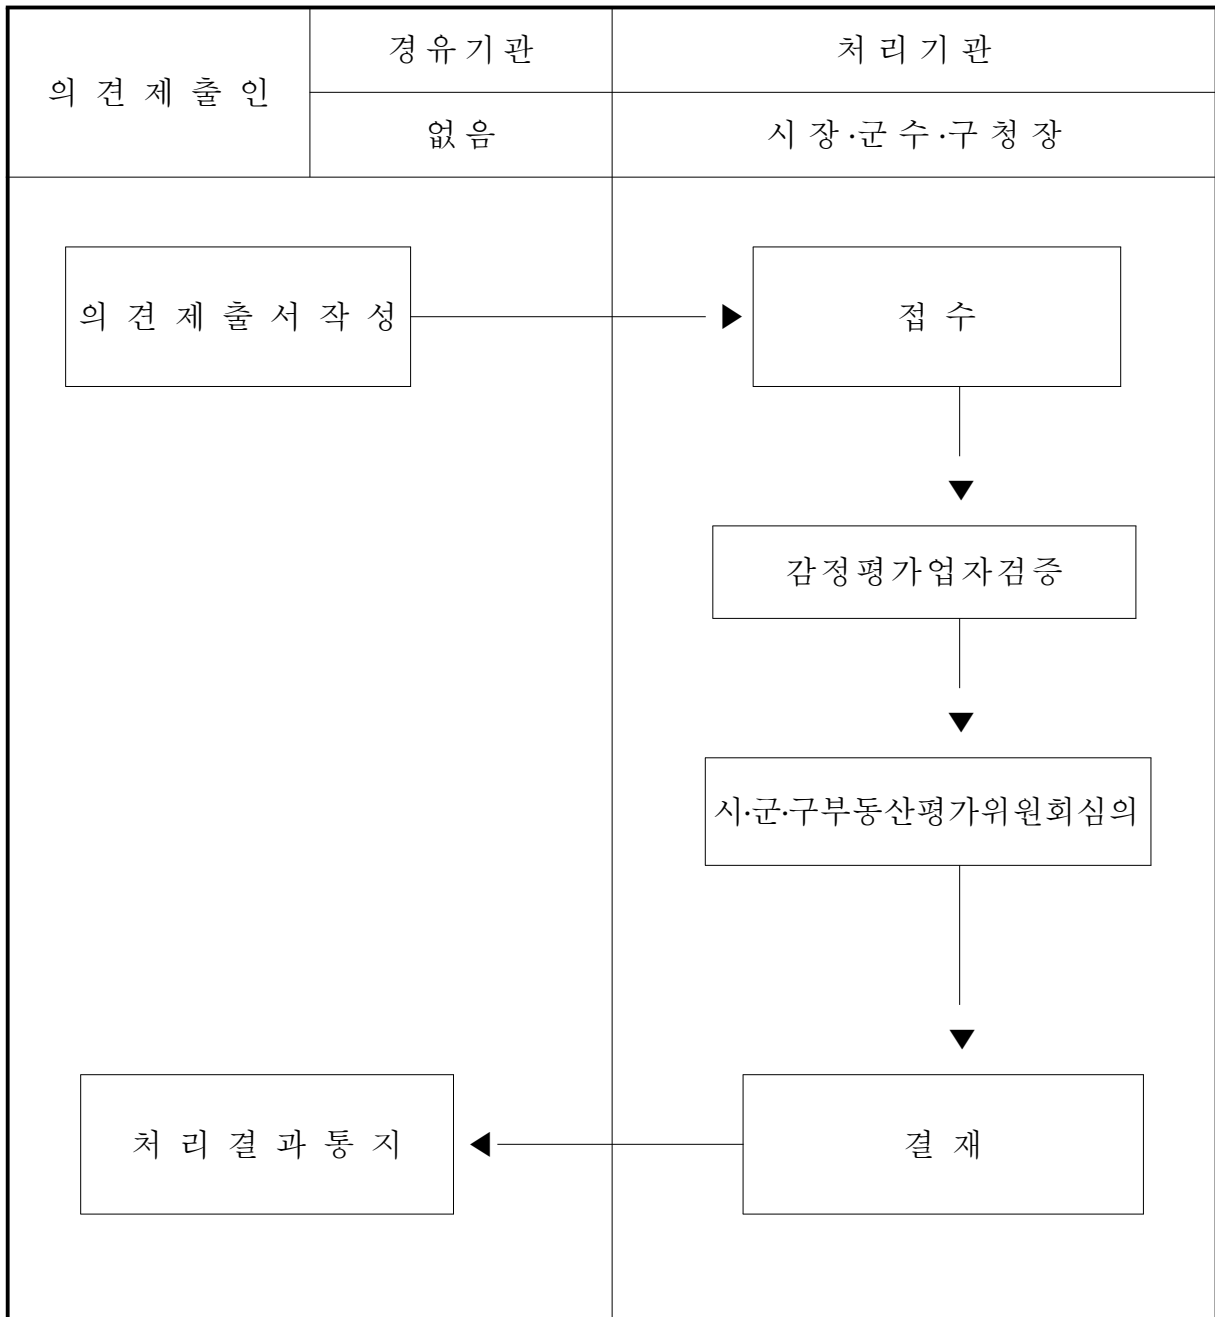 의 견 제 출 인
경 유 기 관
처 리 기 관
없 음
시 장·군 수·구 청 장
의 견 제 출 서 작 성
접 수
감정평가업자검증
시·군·구부동산평가위원회심의
처 리 결 과 통 지
결 재